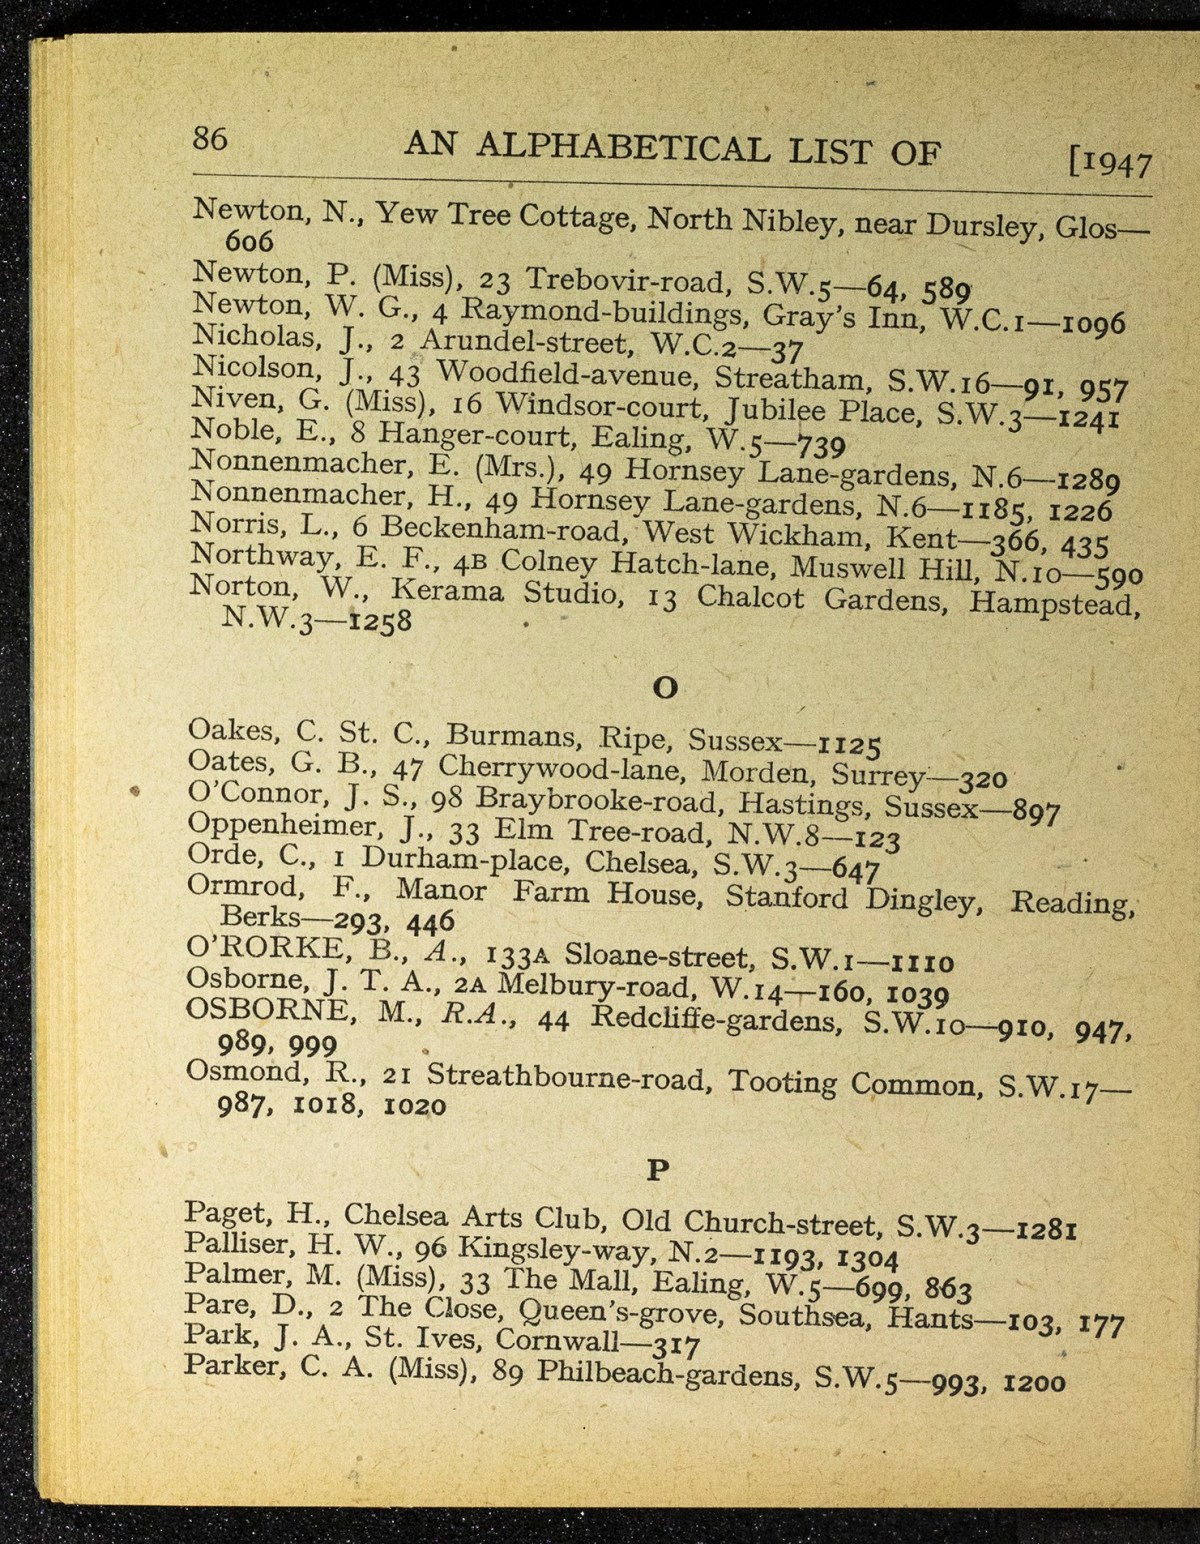 86
AN ALPHABETICAL LIST OF
[1947
Newton, N., Yew Tree Cottage, North Nibley, near Dursley, Glos—
606
Newton, P. (Miss), 23 Trebovir-road, S.W.5—64, 589
Newton, W. G., 4 Raymond-buildings, Gray's Inn, W.C.1—1096
Nicholas, J., 2 Arundel-street, W.C.2—37
Nicolson, J., 43 Woodfield-avenue, Streatham, S.W.16—91, 957
Niven, G. (Miss), 16 Windsor-court, Jubilee Place, S.W.3—1241
Noble, E., 8 Hanger-court, Ealing, W.5—739
Nonnenmacher, E. (Mrs.), 49 Hornsey Lane-gardens, N.6—1289
Nonnenmacher, H., 49 Hornsey Lane-gardens, N.6—1185, 1226
Norris, L., 6 Beckenham-road, West Wickham, Kent—366, 435
Northway, E. F., 4B Colney Hatch-lane, Muswell Hill, N.10—590
Norton, W., Kerama Studio, 13 Chalcot Gardens, Hampstead,
N.W.3—1258
O
Oakes, C. St. C., Burmans, Ripe, Sussex—1125
Oates, G. B., 47 Cherrywood-lane, Morden, Surrey—320
O'Connor, J. S., 98 Braybrooke-road, Hastings, Sussex—897
Oppenheimer, J., 33 Elm Tree-road, N.W.8—123
Orde, C., 1 Durham-place, Chelsea, S.W.3—647
Ormrod, F., Manor Farm House, Stanford Dingley, Reading,
Berks—293, 446
O'RORKE, B., A., 133A Sloane-street, S.W.1—1110
Osborne, J. T. A., 2A Melbury-road, W.14—160, 1039
OSBORNE, M., R.A., 44 Redcliffe-gardens, S.W.10—910, 947,
989, 999
Osmond, R., 21 Streathbourne-road, Tooting Common, S.W.17—
987, 1018, 1020
P
Paget, H., Chelsea Arts Club, Old Church-street, S.W.3—1281
Palliser, H. W., 96 Kingsley-way, N.2—1193, 1304
Palmer, M. (Miss), 33 The Mall, Ealing, W.5—699, 863
Pare, D., 2 The Close, Queen's-grove, Southsea, Hants—103, 177
Park, J. A., St. Ives, Cornwall—317
Parker, C. A. (Miss), 89 Philbeach-gardens, S.W.5—993, 1200